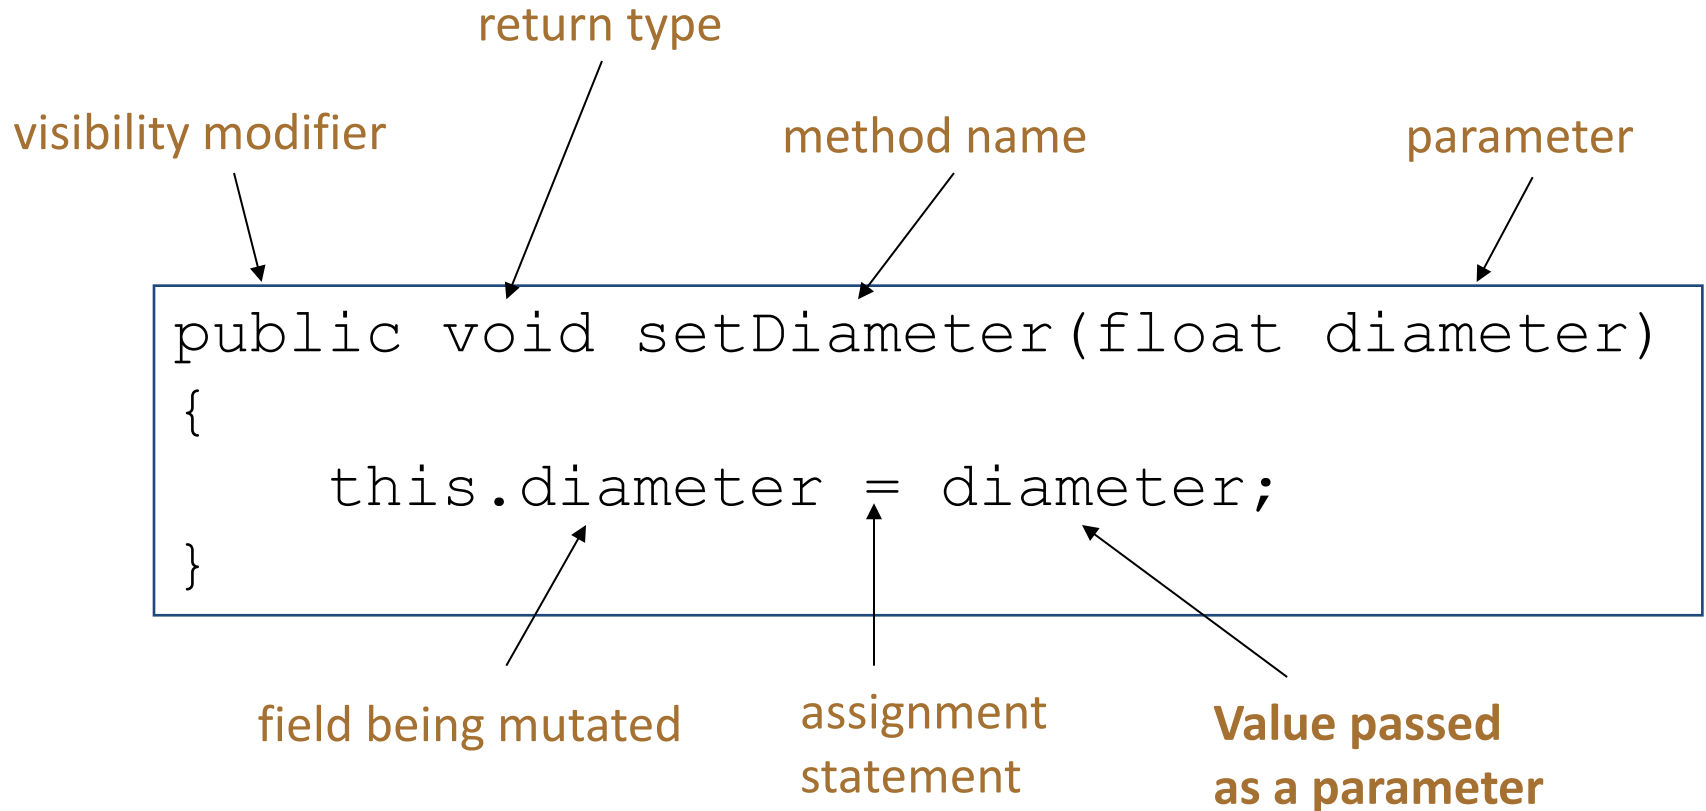 return type
visibility modifier
method name
parameter
public void setDiameter(float diameter)
{
this.diameter = diameter;
}
field being mutated
assignment
statement
Value passed
as a parameter